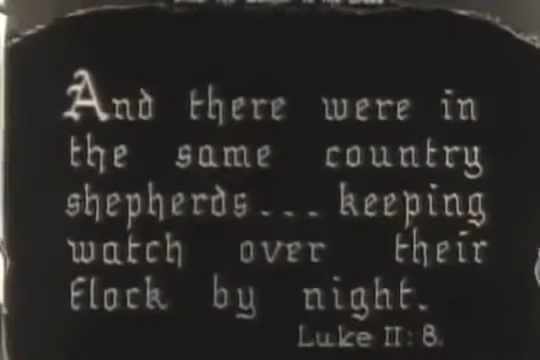 And there were in
the same country
shepherds... keeping
watch over their
flock by night.
Luke II: 8.